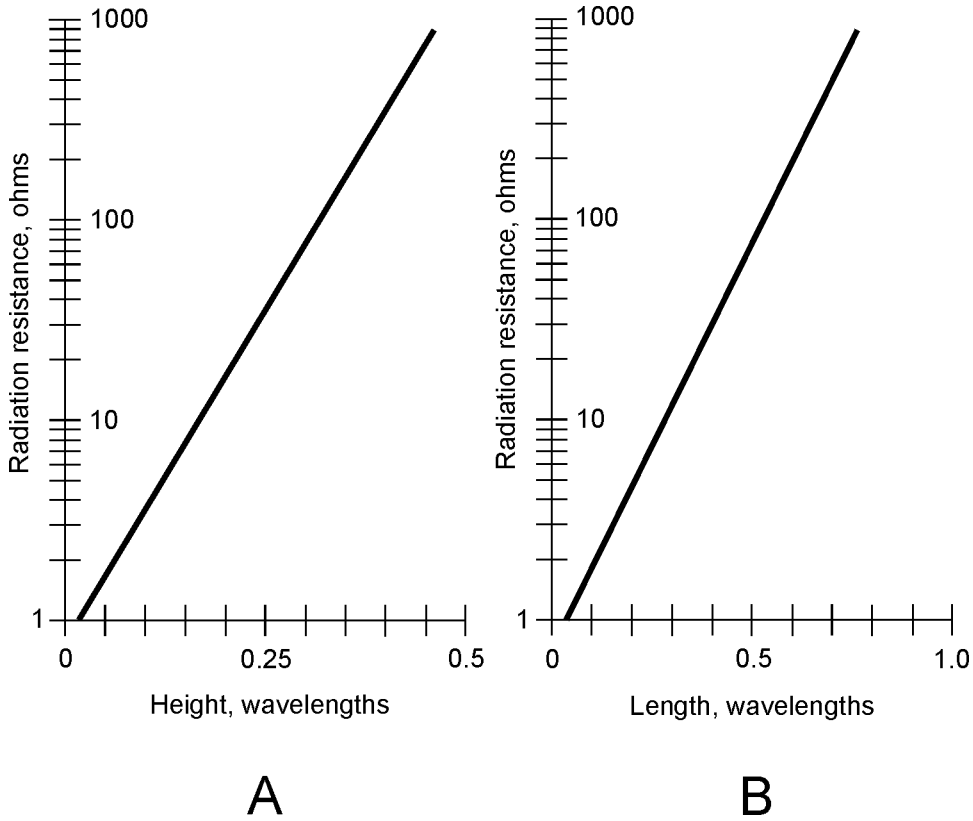 1000
100
10
1
Radiation resistance, ohms
0 0.25 0.5
Height, wavelengths
A
1000
100
10
1
Radiation resistance, ohms
0 0.5 1.0
Length, wavelengths
B